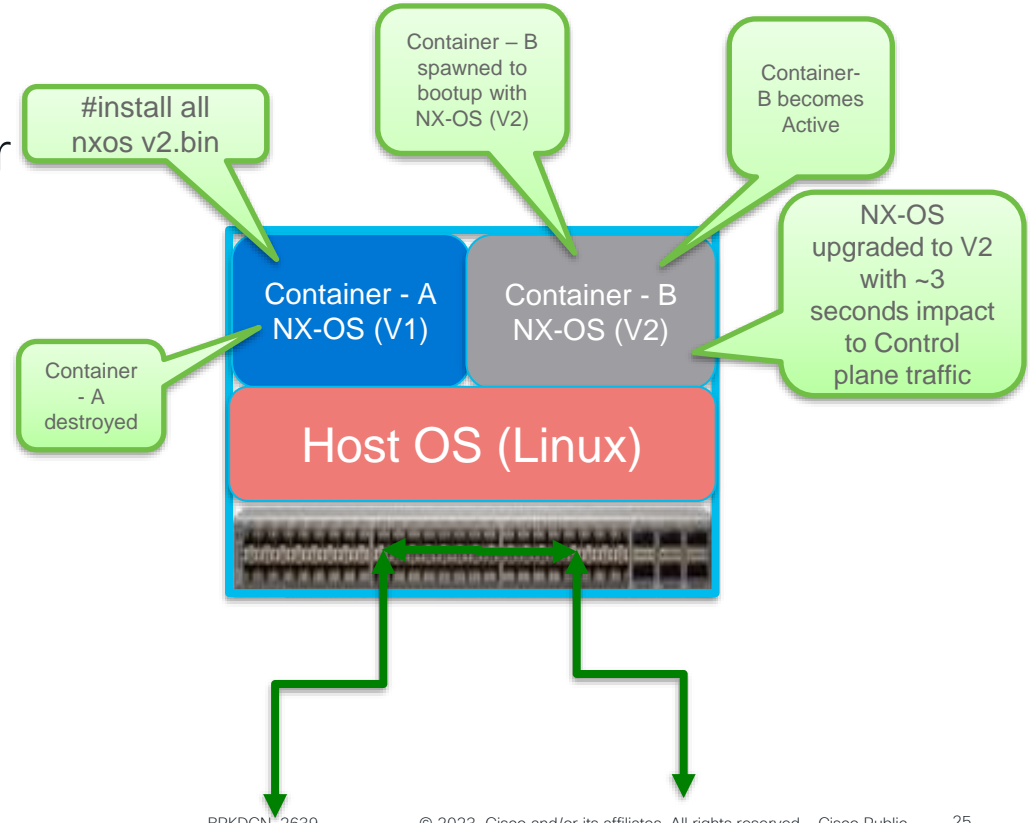 #install all
nxos v2.bin
Container – B
spawned to
bootup with
NX-OS (V2)
Container-
B becomes
Active
NX-OS
upgraded to V2
with ~3
seconds impact
to Control
plane traffic
Container - A
NX-OS (V1)
Container - B
NX-OS (V2)
Container
- A
destroyed
Host OS (Linux)
© 2023 Cisco and/or its affiliates. All rights reserved. Cisco Public
25